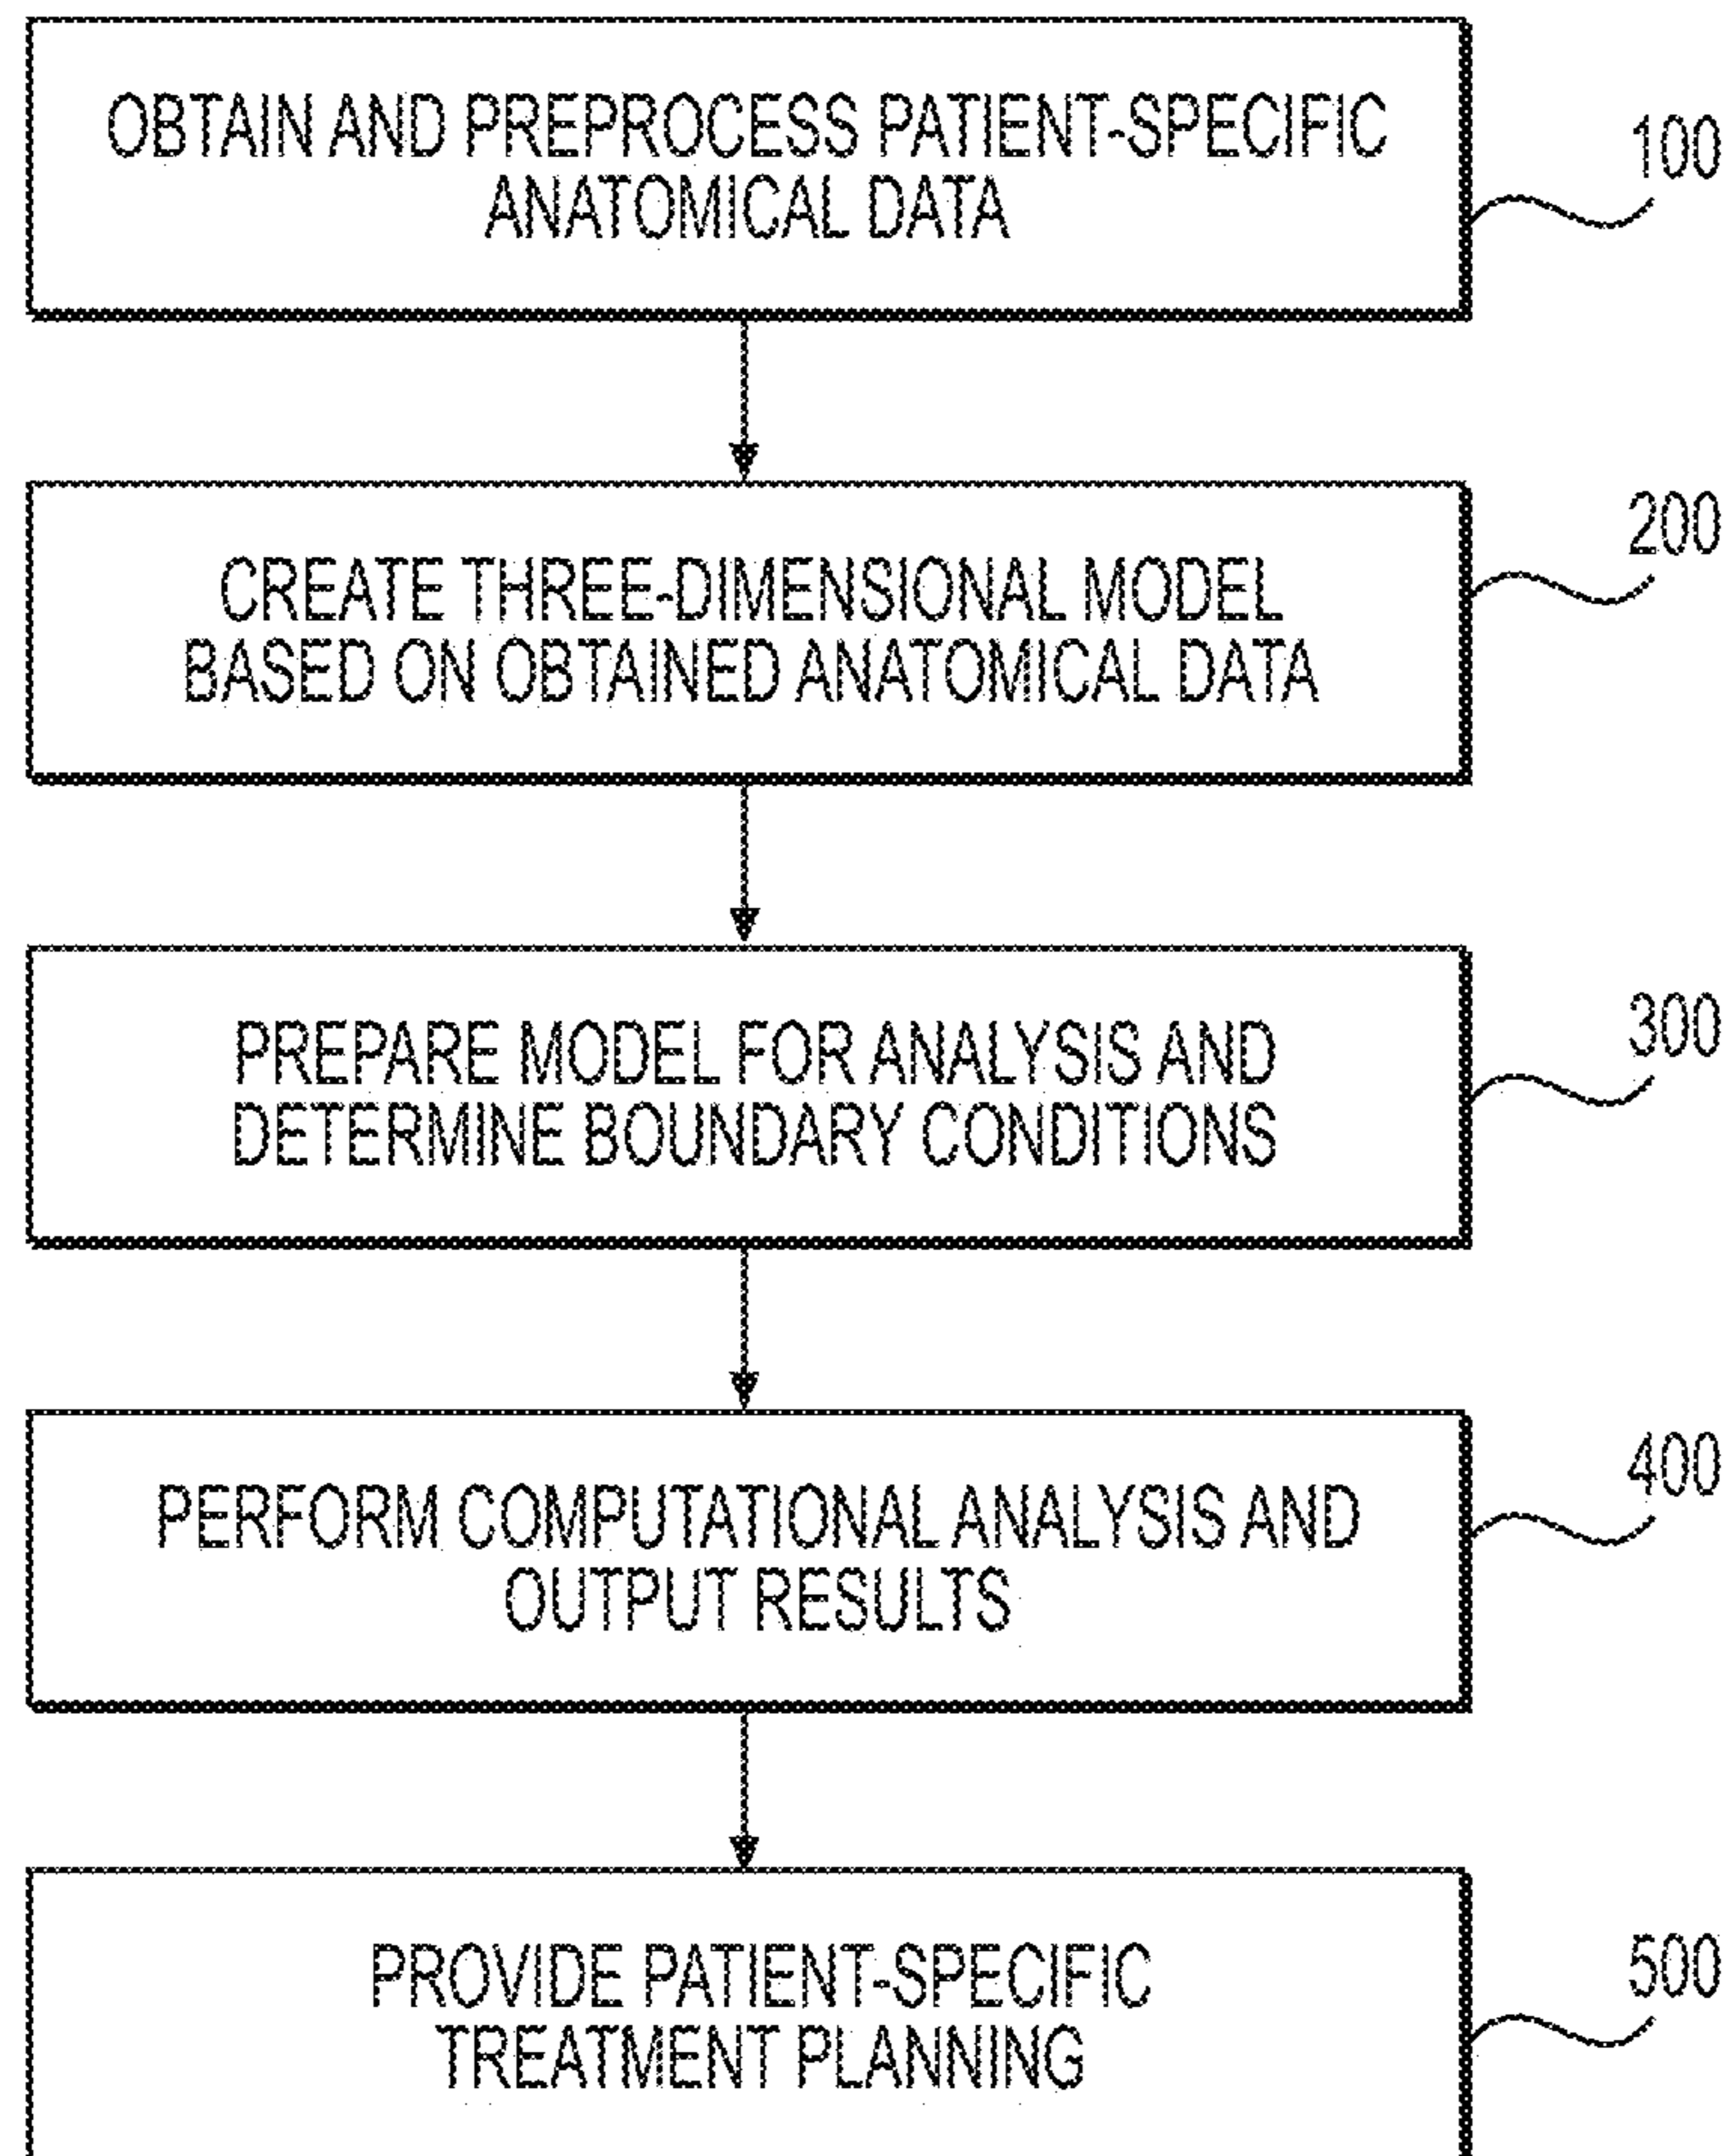 OBTAIN AND PREPROCESS PATIENT-SPECIFIC
ANATOMICAL DATA
100
CREATE THREE-DIMENSIONAL MODEL
BASED ON OBTAINED ANATOMICAL DATA
200
PREPARE MODEL FOR ANALYSIS AND
DETERMINE BOUNDARY CONDITIONS
300
PERFORM COMPUTATIONAL ANALYSIS AND
OUTPUT RESULTS
400
PROVIDE PATIENT-SPECIFIC
TREATMENT PLANNING
500